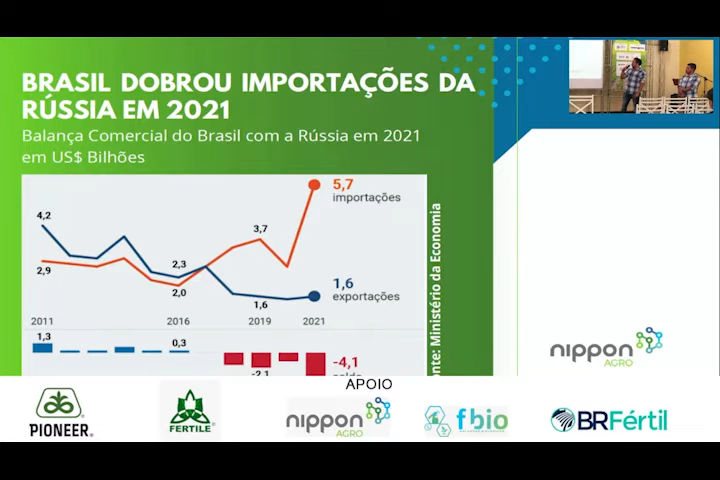 BRASIL DOBROU IMPORTAÇÕES DA
RÚSSIA EM 2021
Balança Comercial do Brasil com a Rússia em 2021
em US$ Bilhões
5,7
importações
4,2
3,7
2,9
2,3
2,0
1,6
1,6
exportações
2011
2016
2019
2021
1,3
0,3
-4,1
-2,1
saldo
Fonte: Ministério da Economia
nippon
AGRO
APOIO
PIONEER®
FERTILE®
nippon
AGRO
fbio
BRFértil